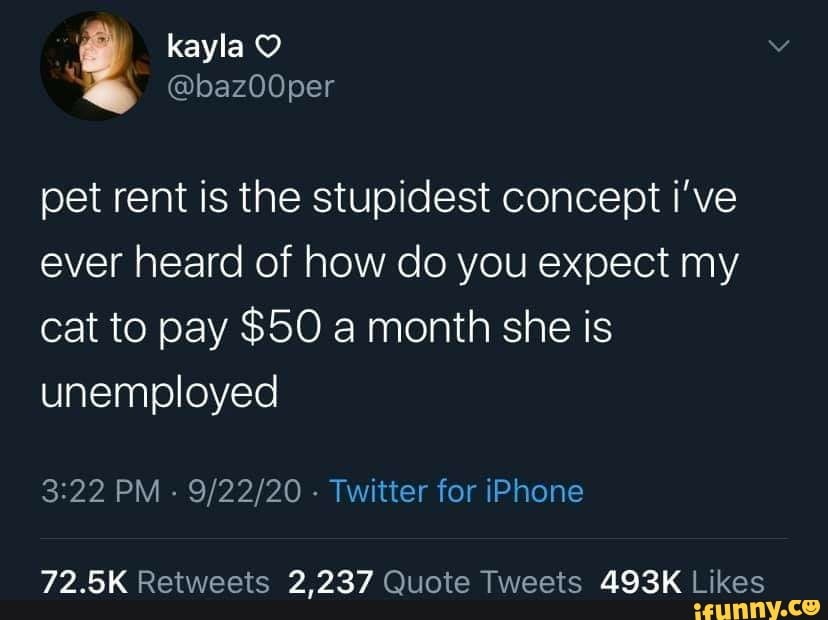 kayla ♡
@baz00per
pet rent is the stupidest concept i've
ever heard of how do you expect my
cat to pay $50 a month she is
unemployed
3:22 PM · 9/22/20 · Twitter for iPhone
72.5K Retweets 2,237 Quote Tweets 493K Likes
ifunny.co